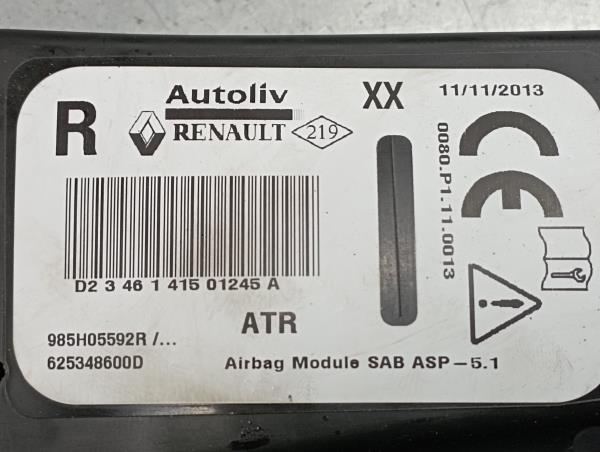 R
Autoliv
RENAULT
219
XX
11/11/2013
0080.P1.11.0013
CE
D2 3 46 1 415 01245 A
ATR
985H05592R /...
625348600D
Airbag Module SAB ASP-5.1